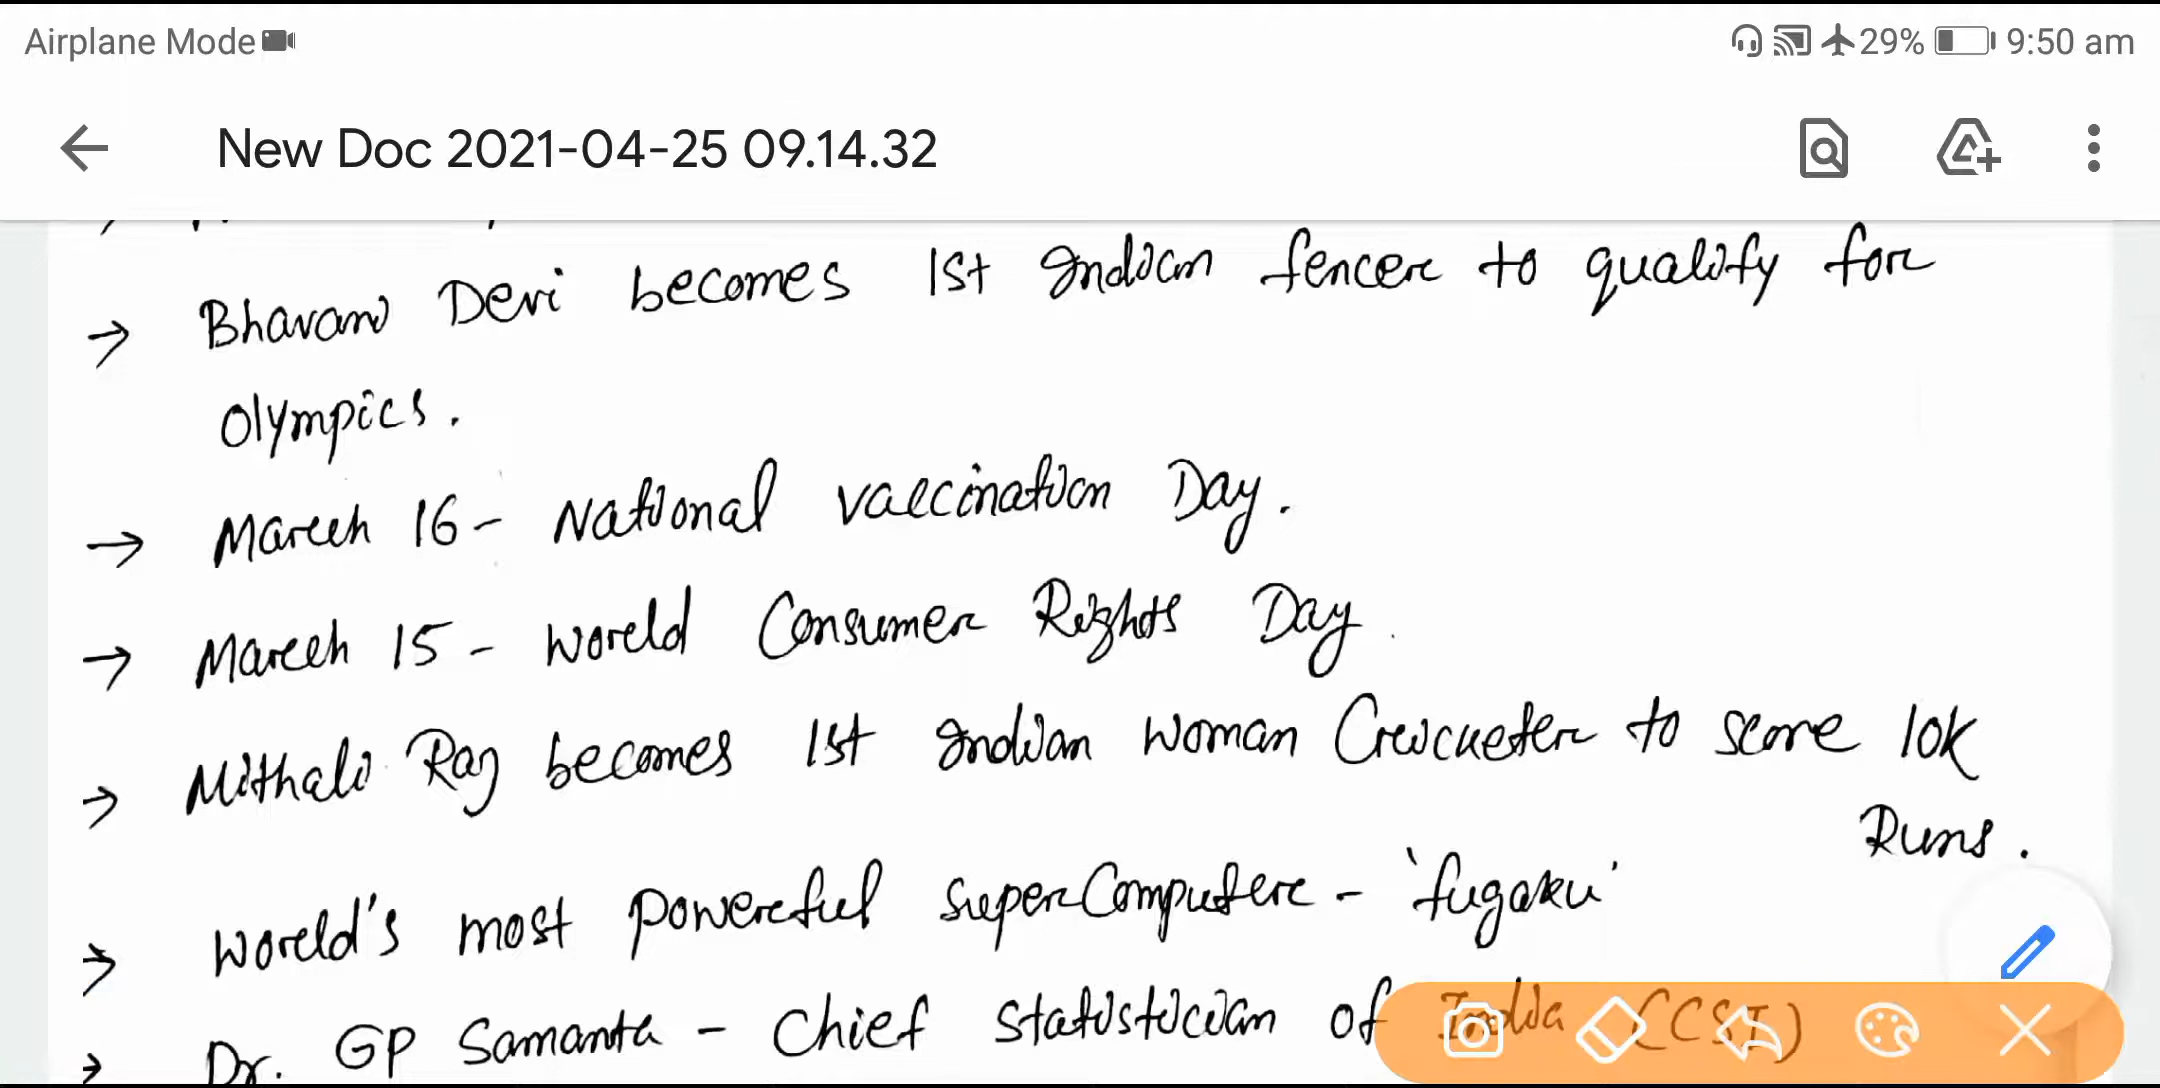 Airplane Mode
29% 9:50 am
New Doc 2021-04-25 09.14.32
→ Bhavani Devi becomes 1st Indian fencer to qualify for
Olympics.
→ March 16 - National vaccination Day.
→ March 15 - World Consumer Rights Day.
→ Mithali Raj becomes 1st Indian woman Cricketer to score 10K
Runs.
→ World's most powerful SuperComputer - 'fugaku'
→ Dr. GP Samanta - Chief Statistician of India (CSI)